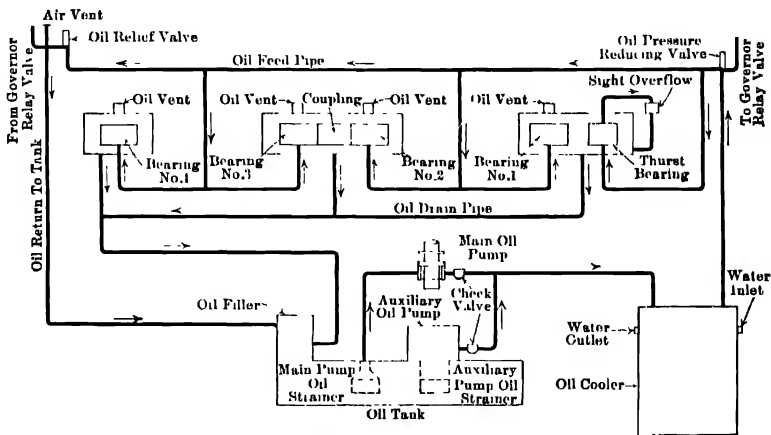 Air Vent
Oil Relief Valve
Oil Feed Pipe
Oil Pressure
Reducing Valve
From Governor
Relay Valve
Oil Vent
Oil Vent
Coupling
Oil Vent
Oil Vent
Sight Overflow
To Governor
Relay Valve
Bearing
No.4
Bearing
No.3
Bearing
No.2
Bearing
No.1
Thurst
Bearing
Oil Return To Tank
Oil Drain Pipe
Main Oil
Pump
Oil Filler
Auxiliary
Oil Pump
Check
Valve
Water
Inlet
Water
Outlet
Main Pump
Oil
Strainer
Auxiliary
Pump Oil
Strainer
Oil Cooler
Oil Tank